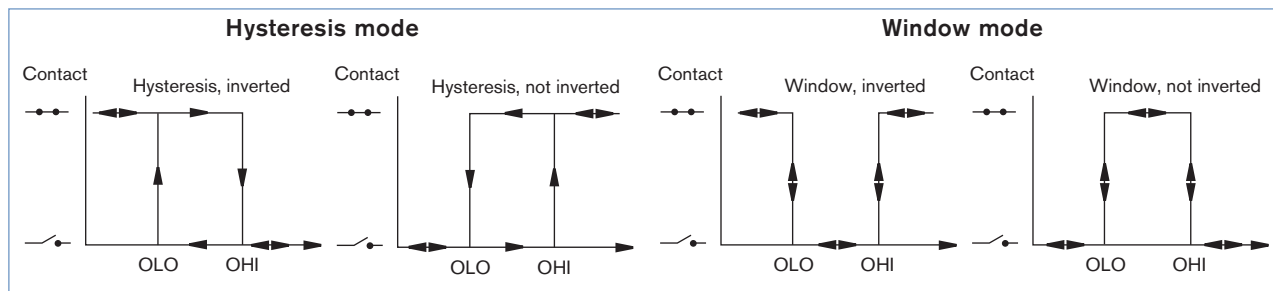 Hysteresis mode
Window mode
Contact
Hysteresis, inverted
OLO
OHI
Contact
Hysteresis, not inverted
OLO
OHI
Contact
Window, inverted
OLO
OHI
Contact
Window, not inverted
OLO
OHI